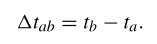 Δt_{ab} = t_b − t_a.